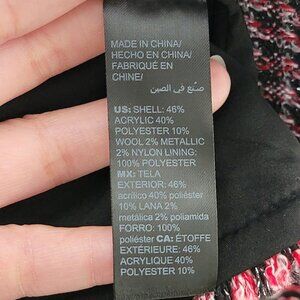 MADE IN CHINA/
HECHO EN CHINA/
FABRIQUÉ EN
CHINE/
صنع في الصين
US: SHELL: 46%
ACRYLIC 40%
POLYESTER 10%
WOOL 2% METALLIC
2% NYLON LINING:
100% POLYESTER
MX: TELA
EXTERIOR: 46%
acrílico 40% poliéster
10% LANA 2%
metálica 2% poliamida
FORRO: 100%
poliéster CA: ÉTOFFE
EXTÉRIEURE: 46%
ACRYLIQUE 40%
POLYESTER 10%